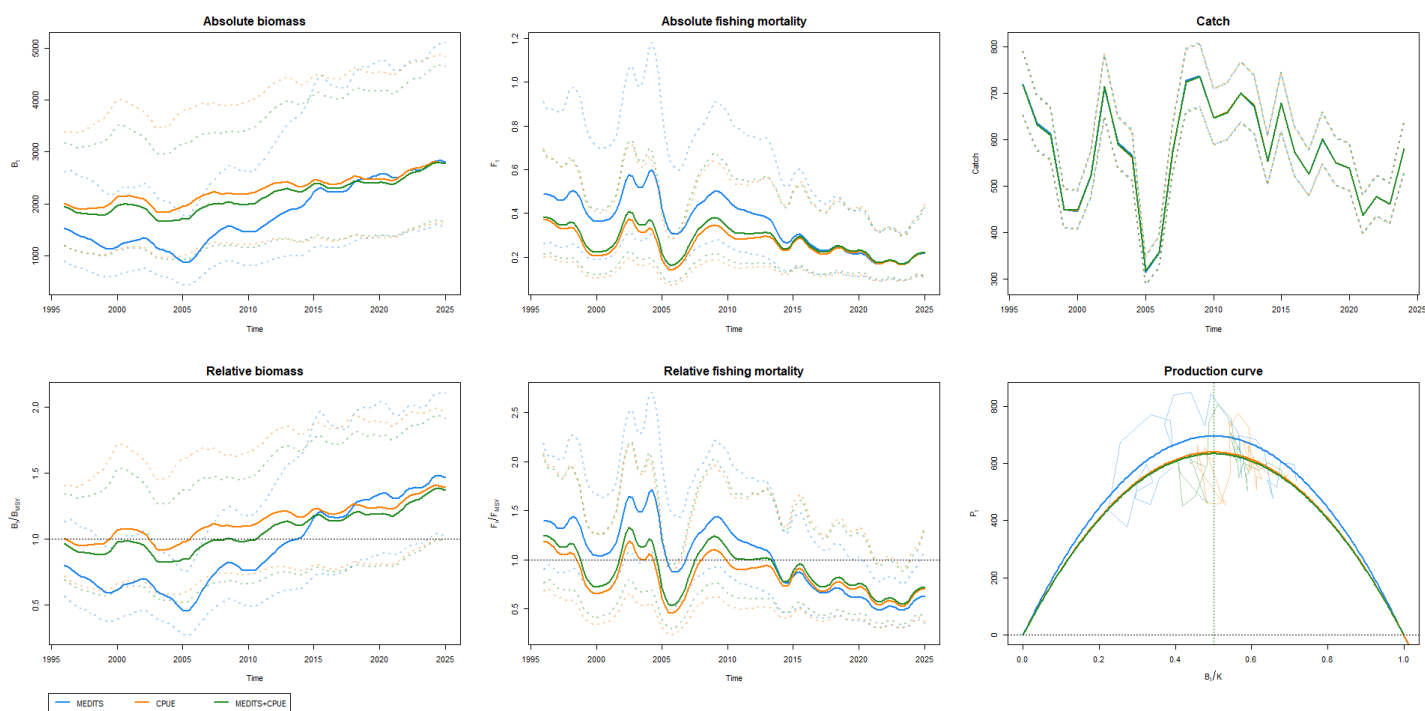 Absolute biomass
Bt
5000
4000
3000
2000
1000
1995 2000 2005 2010 2015 2020 2025
Time
Absolute fishing mortality
Ft
1.2
1.0
0.8
0.6
0.4
0.2
1995 2000 2005 2010 2015 2020 2025
Time
Catch
Catch
800
700
600
500
400
300
1995 2000 2005 2010 2015 2020 2025
Time
Relative biomass
Bt/BMSY
2.0
1.5
1.0
0.5
1995 2000 2005 2010 2015 2020 2025
Time
Relative fishing mortality
Ft/FMSY
2.5
2.0
1.5
1.0
0.5
1995 2000 2005 2010 2015 2020 2025
Time
Production curve
Pt
800
600
400
200
0
0.0 0.2 0.4 0.6 0.8 1.0
Bt/K
MEDITS CPUE MEDITS+CPUE